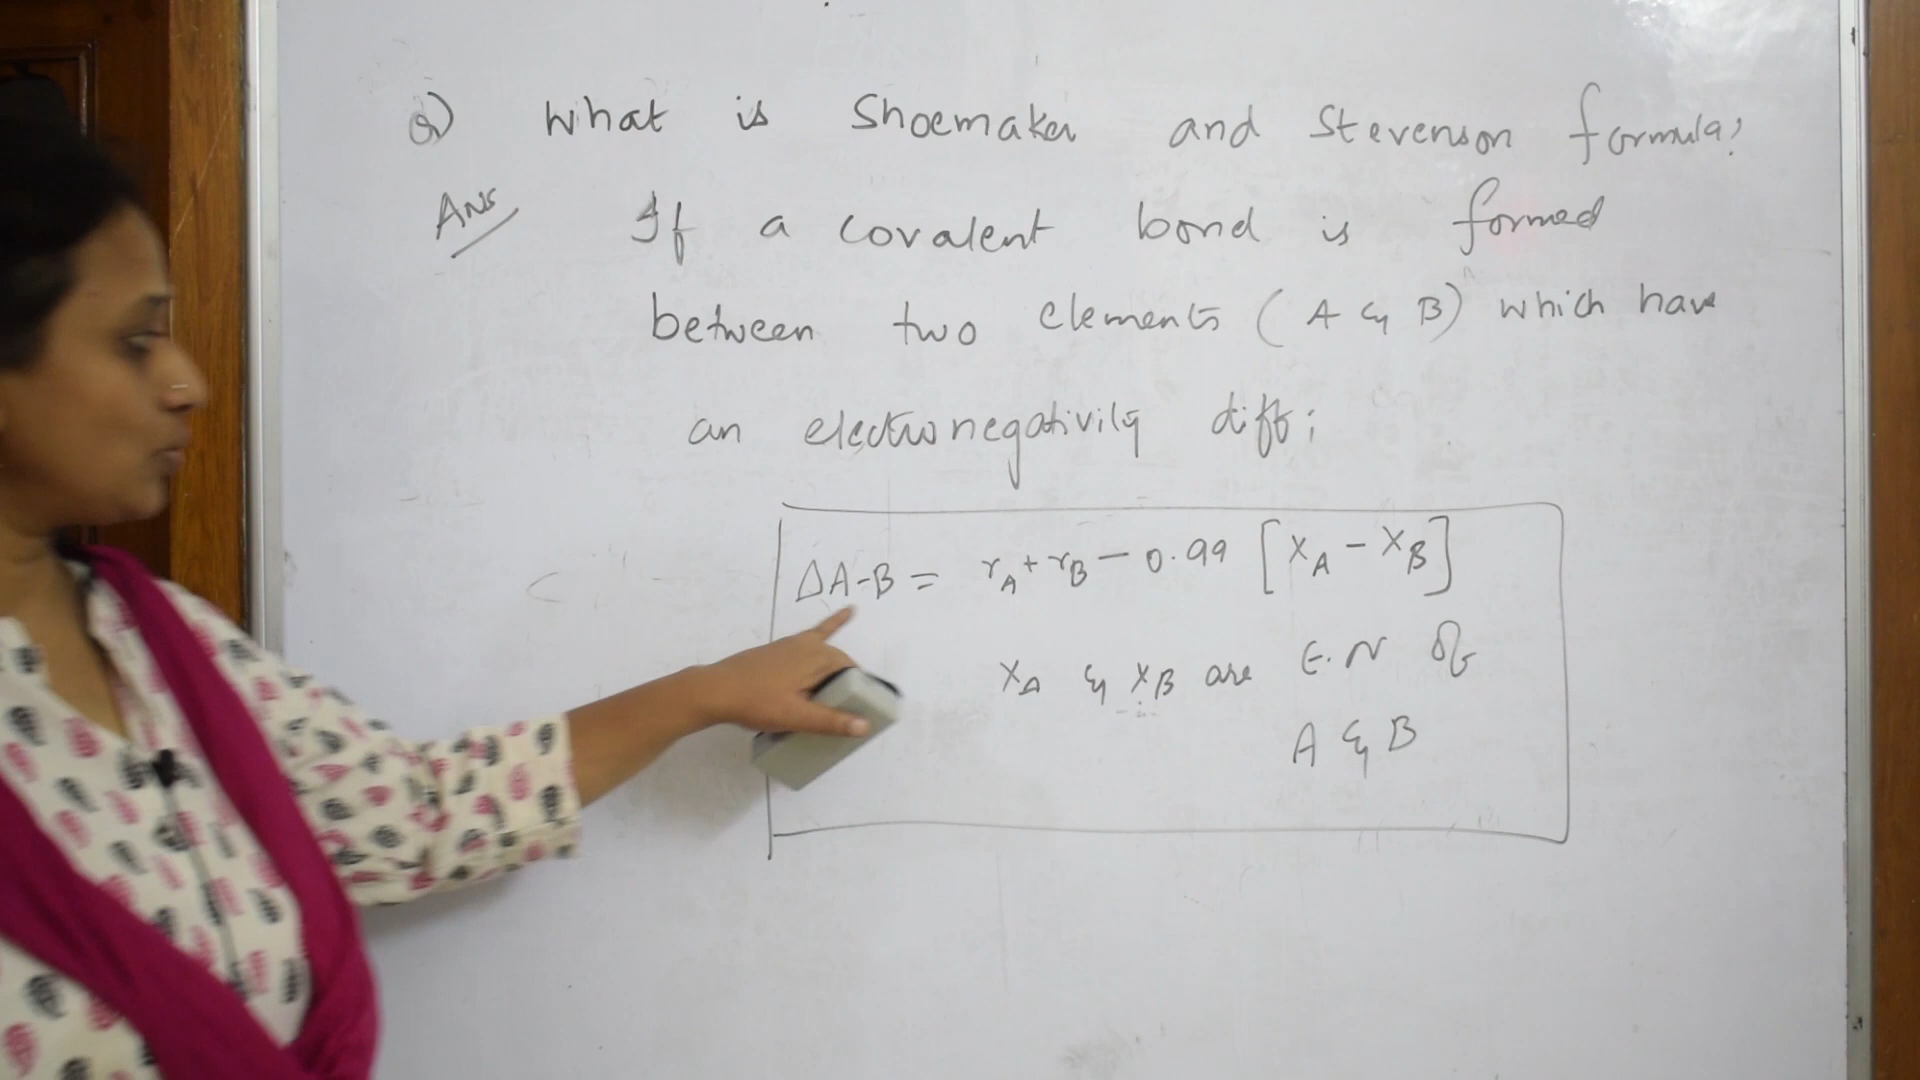 Q) What is Shoemaker and Stevenson formula?
Ans If a covalent bond is formed
between two elements (A & B) which have
an electronegativity diff;
ΔA-B = rA + rB - 0.99 [XA - XB]
XA & XB are E.N of
A & B